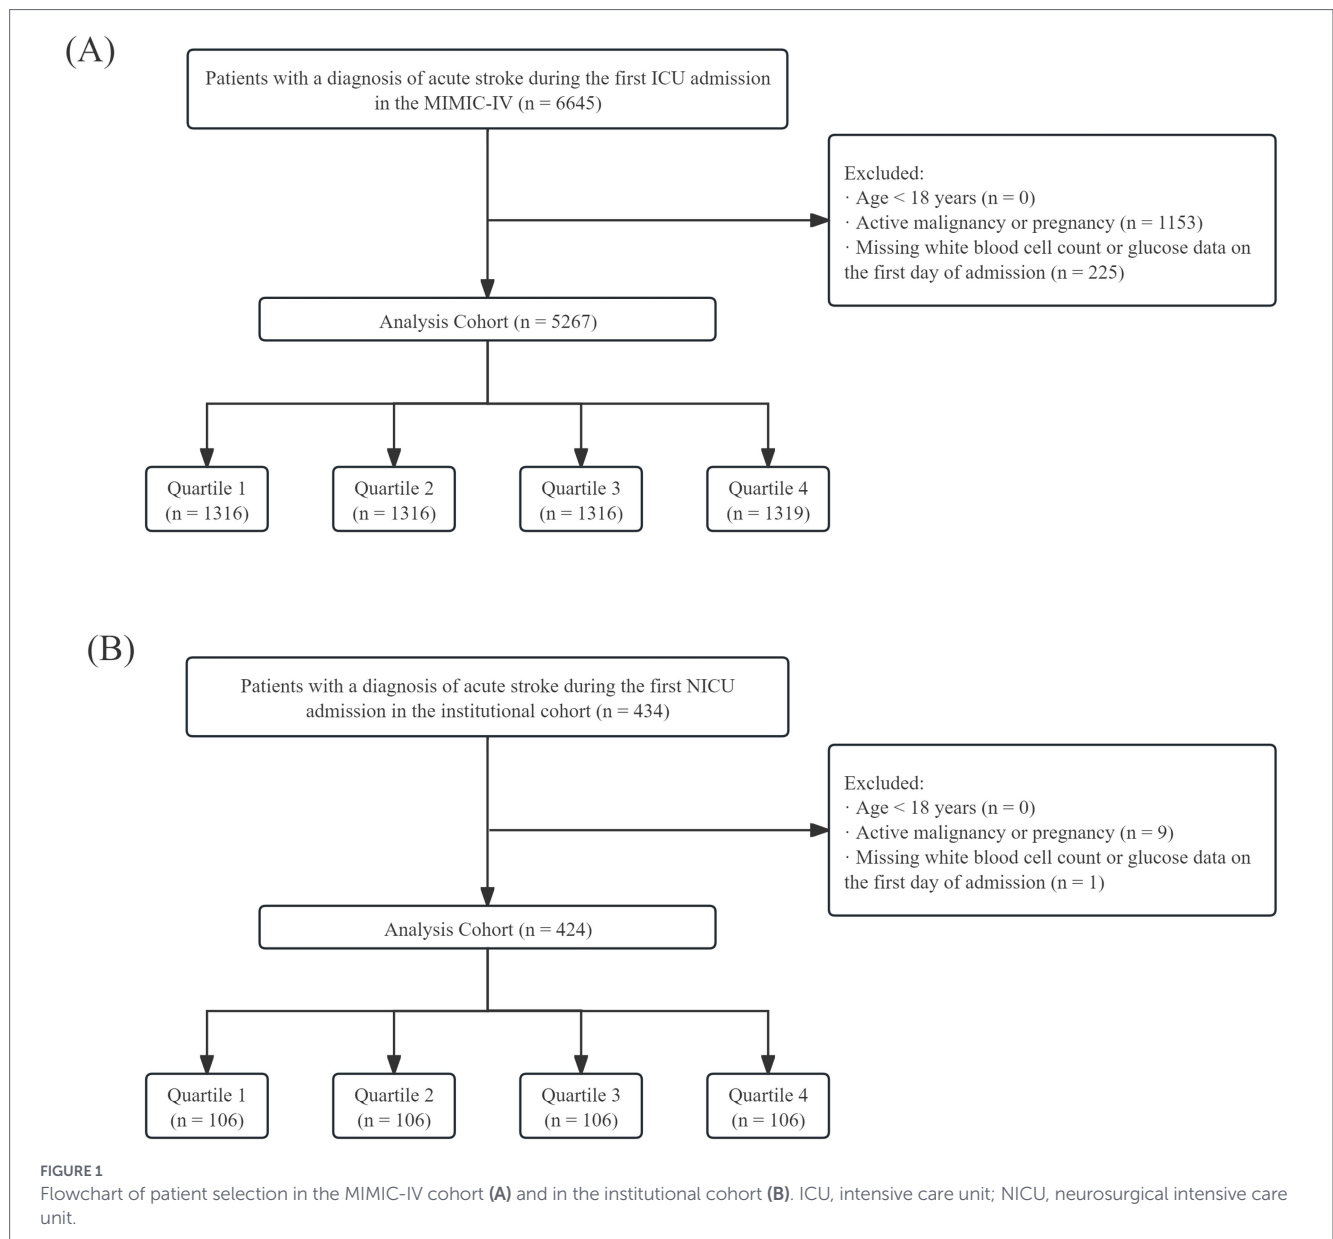 (A)
Patients with a diagnosis of acute stroke during the first ICU admission
in the MIMIC-IV (n = 6645)
Excluded:
· Age < 18 years (n = 0)
· Active malignancy or pregnancy (n = 1153)
· Missing white blood cell count or glucose data on
the first day of admission (n = 225)
Analysis Cohort (n = 5267)
Quartile 1
(n = 1316)
Quartile 2
(n = 1316)
Quartile 3
(n = 1316)
Quartile 4
(n = 1319)
(B)
Patients with a diagnosis of acute stroke during the first NICU
admission in the institutional cohort (n = 434)
Excluded:
· Age < 18 years (n = 0)
· Active malignancy or pregnancy (n = 9)
· Missing white blood cell count or glucose data on
the first day of admission (n = 1)
Analysis Cohort (n = 424)
Quartile 1
(n = 106)
Quartile 2
(n = 106)
Quartile 3
(n = 106)
Quartile 4
(n = 106)
FIGURE 1
Flowchart of patient selection in the MIMIC-IV cohort (A) and in the institutional cohort (B). ICU, intensive care unit; NICU, neurosurgical intensive care
unit.